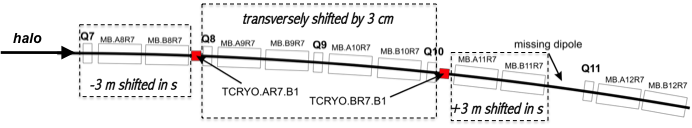 transversely shifted by 3 cm
halo
Q7
MB.A8R7
MB.B8R7
Q8
MB.A9R7
MB.B9R7
Q9
MB.A10R7
MB.B10R7
Q10
MB.A11R7
MB.B11R7
missing dipole
Q11
MB.A12R7
MB.B12R7
-3 m shifted in s
TCRYO.AR7.B1
TCRYO.BR7.B1
+3 m shifted in s